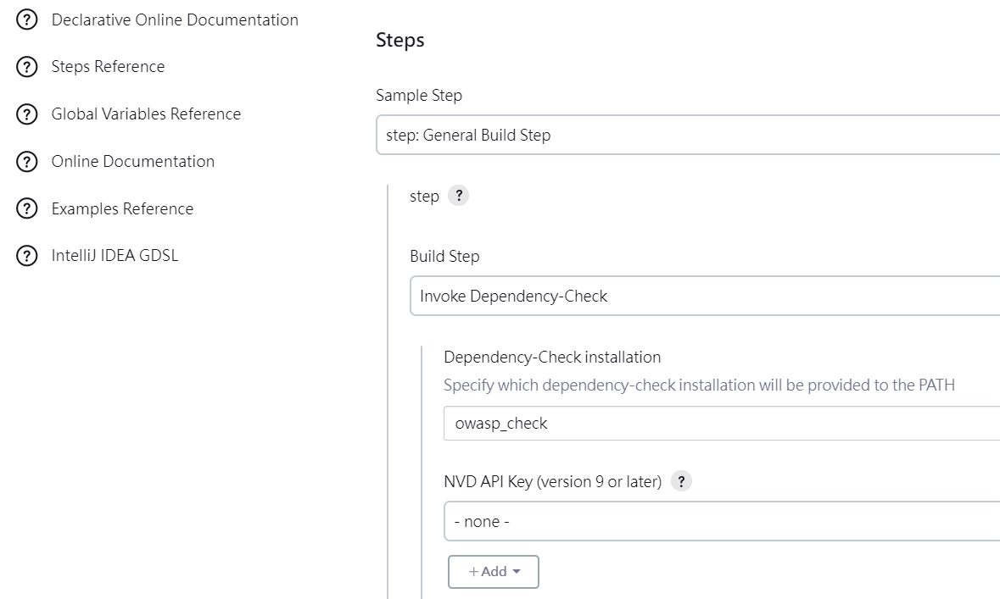 Declarative Online Documentation
Steps Reference
Global Variables Reference
Online Documentation
Examples Reference
IntelliJ IDEA GDSL
Steps
Sample Step
step: General Build Step
step ?
Build Step
Invoke Dependency-Check
Dependency-Check installation
Specify which dependency-check installation will be provided to the PATH
owasp_check
NVD API Key (version 9 or later) ?
- none -
+ Add